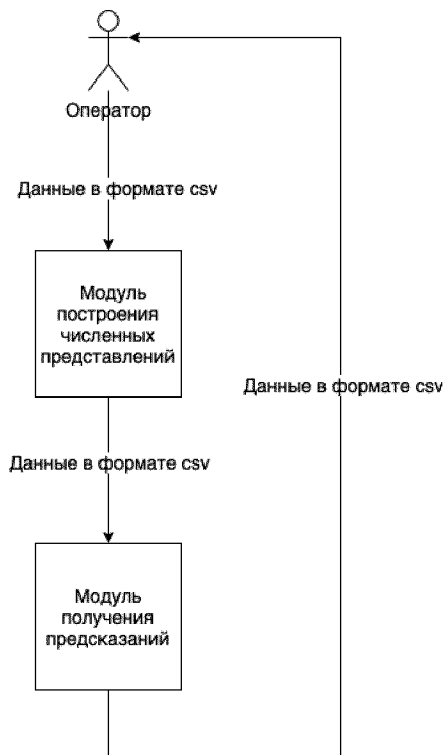 Оператор
Данные в формате csv
Модуль
построения
численных
представлений
Данные в формате csv
Данные в формате csv
Модуль
получения
предсказаний